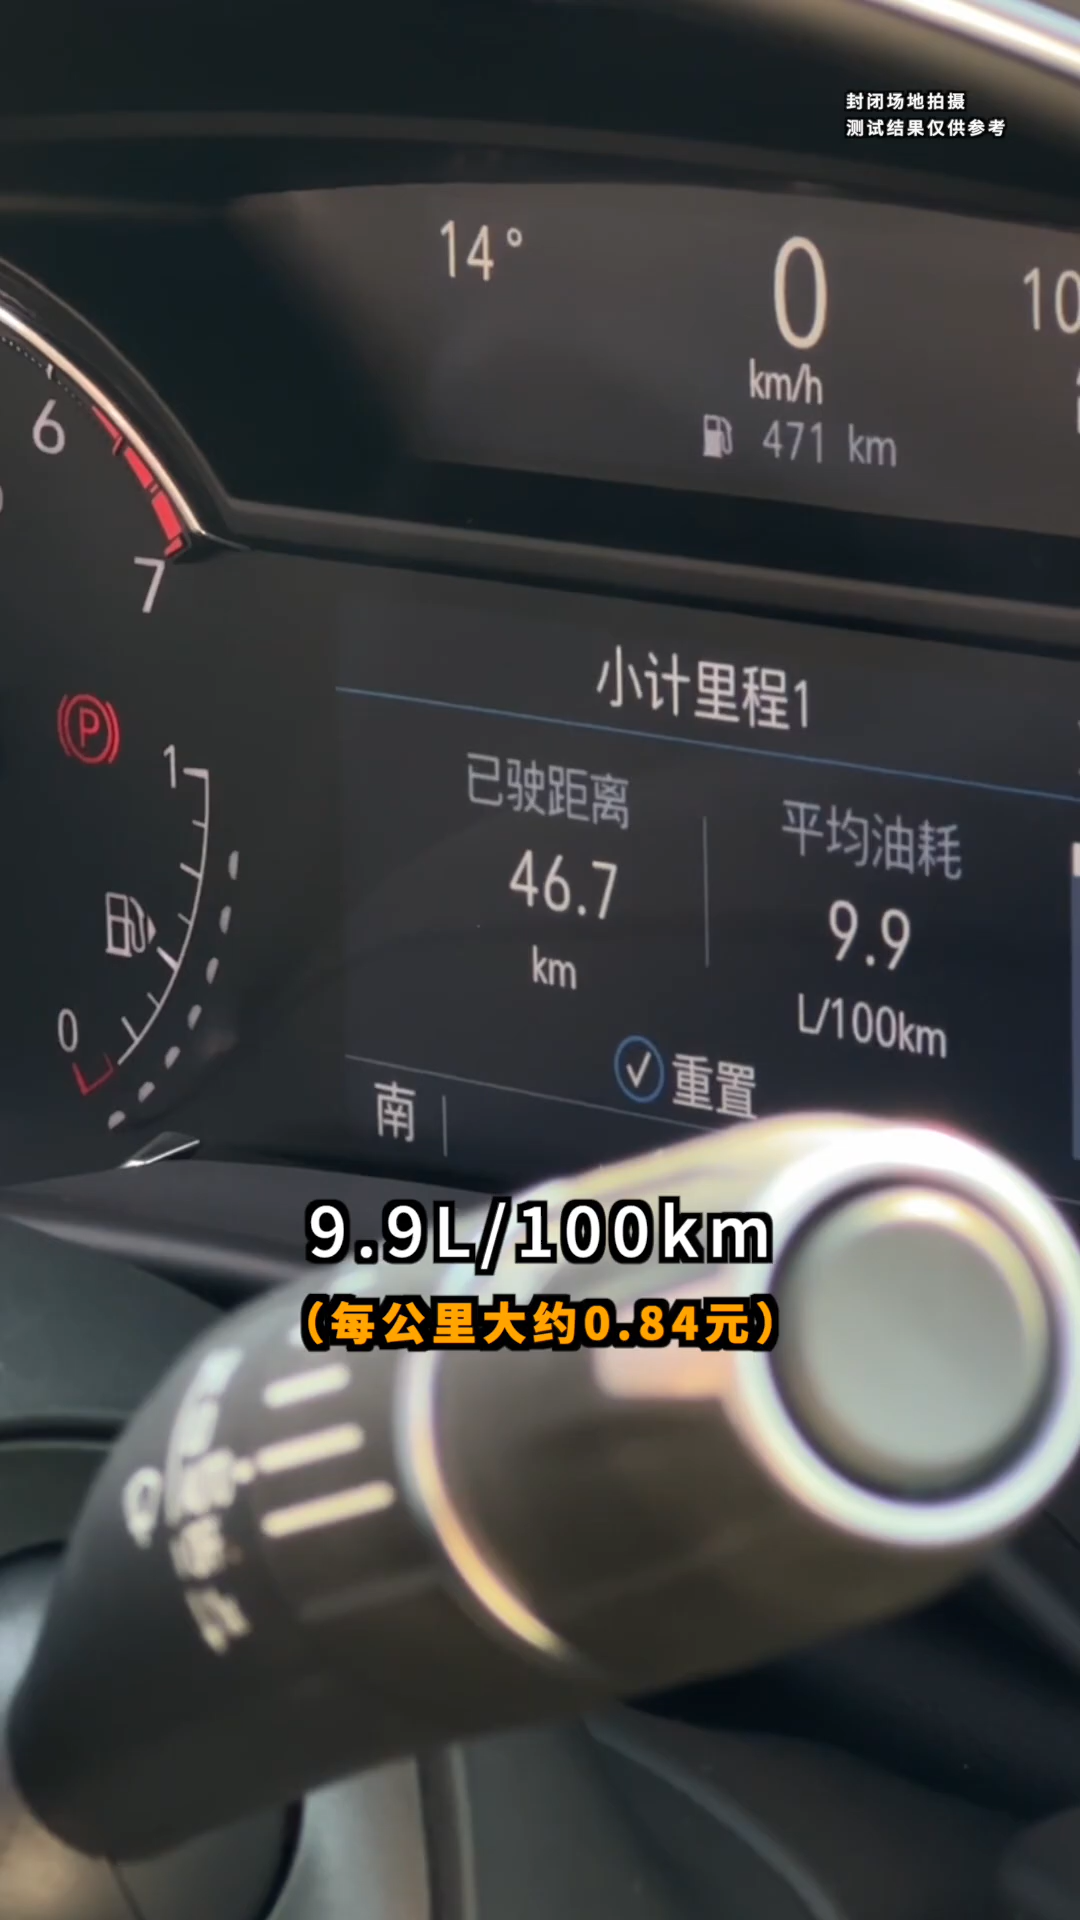 封闭场地拍摄
测试结果仅供参考
14°
0
10
km/h
471 km
6
7
小计里程1
P
1
已驶距离
平均油耗
46.7
9.9
km
L/100km
0
重置
南
9.9L/100km
(每公里大约0.84元)